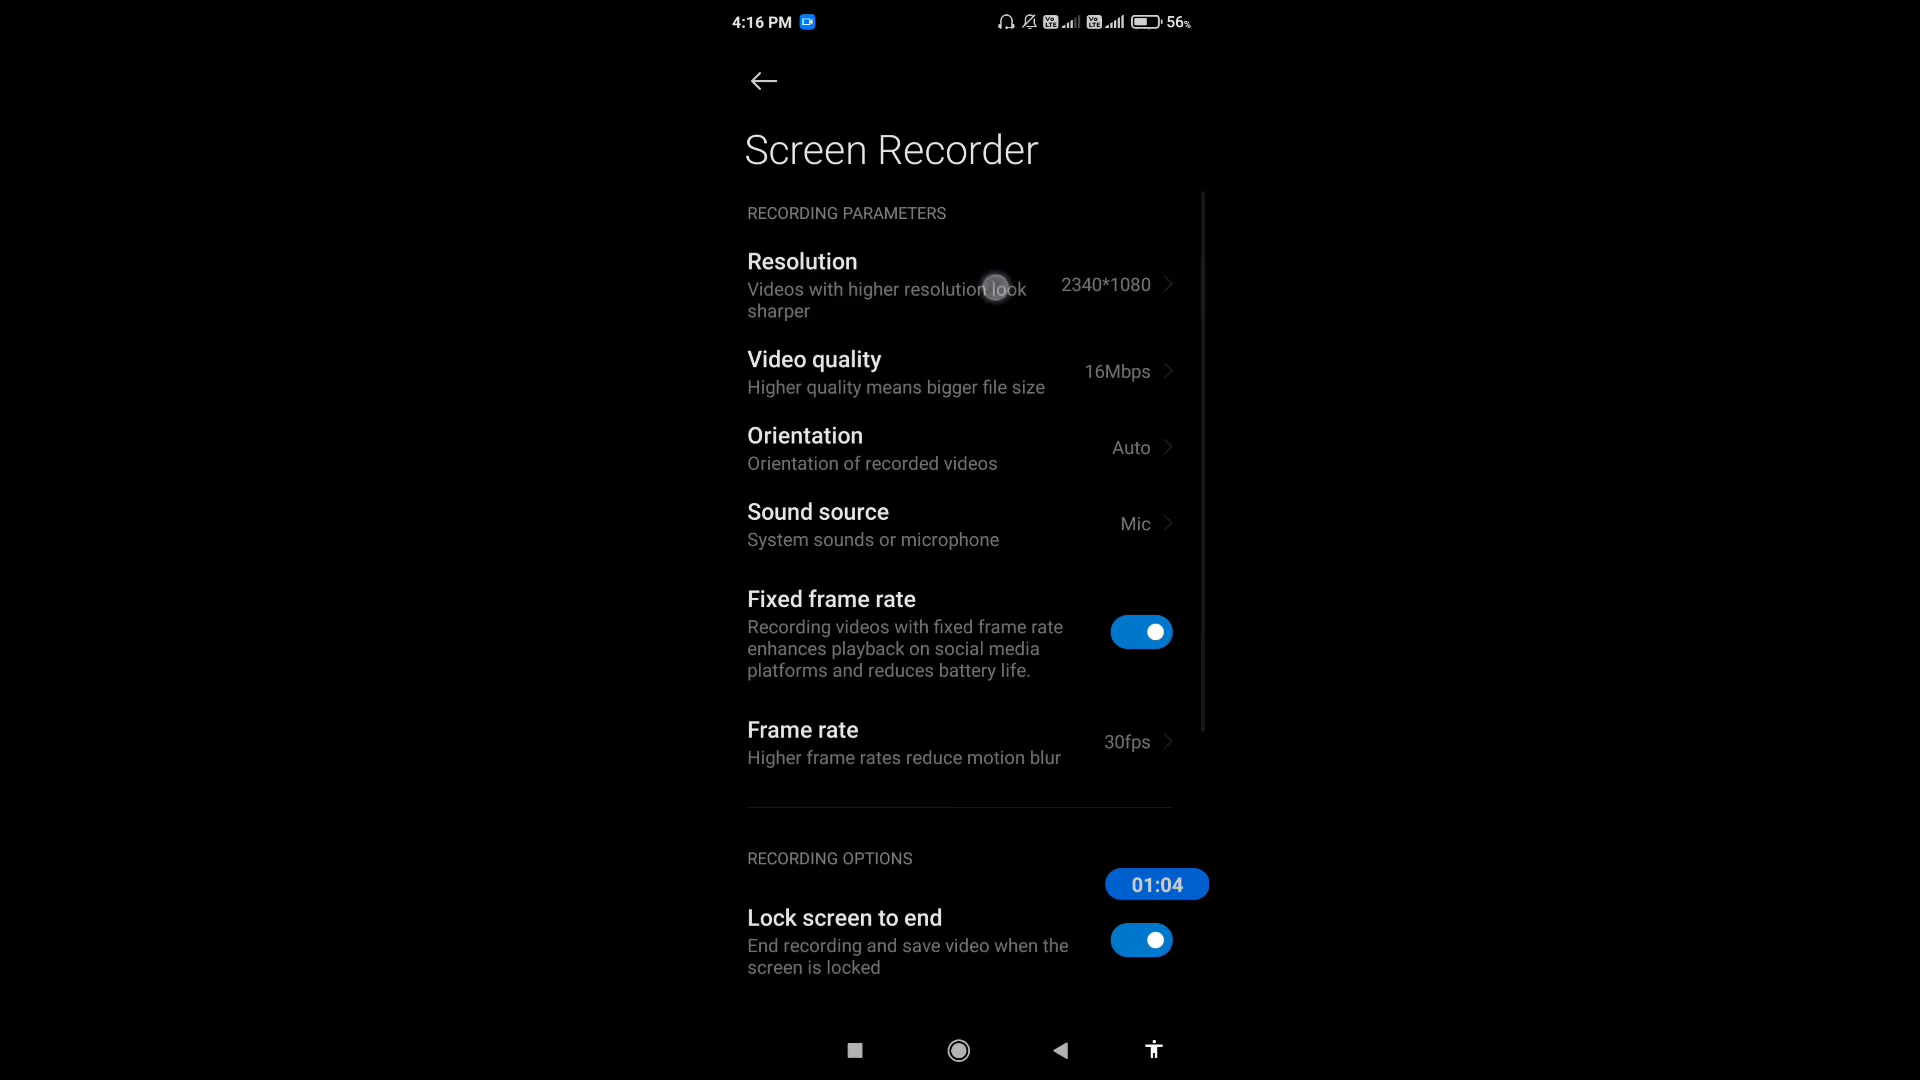 4:16 PM
56%
Screen Recorder
RECORDING PARAMETERS
Resolution
Videos with higher resolution look
sharper
2340*1080
Video quality
Higher quality means bigger file size
16Mbps
Orientation
Orientation of recorded videos
Auto
Sound source
System sounds or microphone
Mic
Fixed frame rate
Recording videos with fixed frame rate
enhances playback on social media
platforms and reduces battery life.
Frame rate
Higher frame rates reduce motion blur
30fps
RECORDING OPTIONS
01:04
Lock screen to end
End recording and save video when the
screen is locked